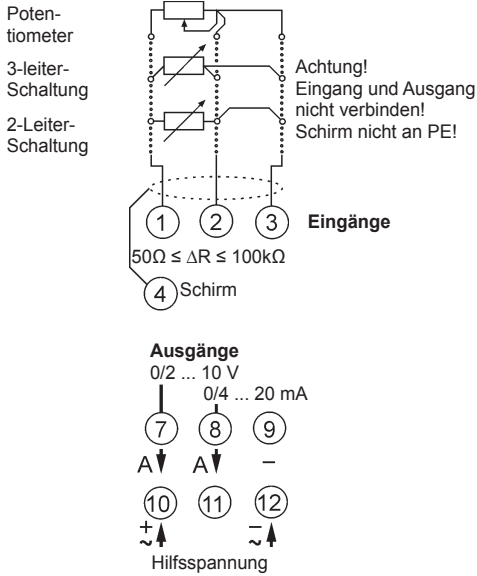 Poten-
tiometer
3-leiter-
Schaltung
2-Leiter-
Schaltung
Achtung!
Eingang und Ausgang
nicht verbinden!
Schirm nicht an PE!
1 2 3 Eingänge
50Ω ≤ ΔR ≤ 100kΩ
4 Schirm
Ausgänge
0/2 ... 10 V
0/4 ... 20 mA
7 8 9
A A –
10 11 12
+ –
~ ~
Hilfsspannung